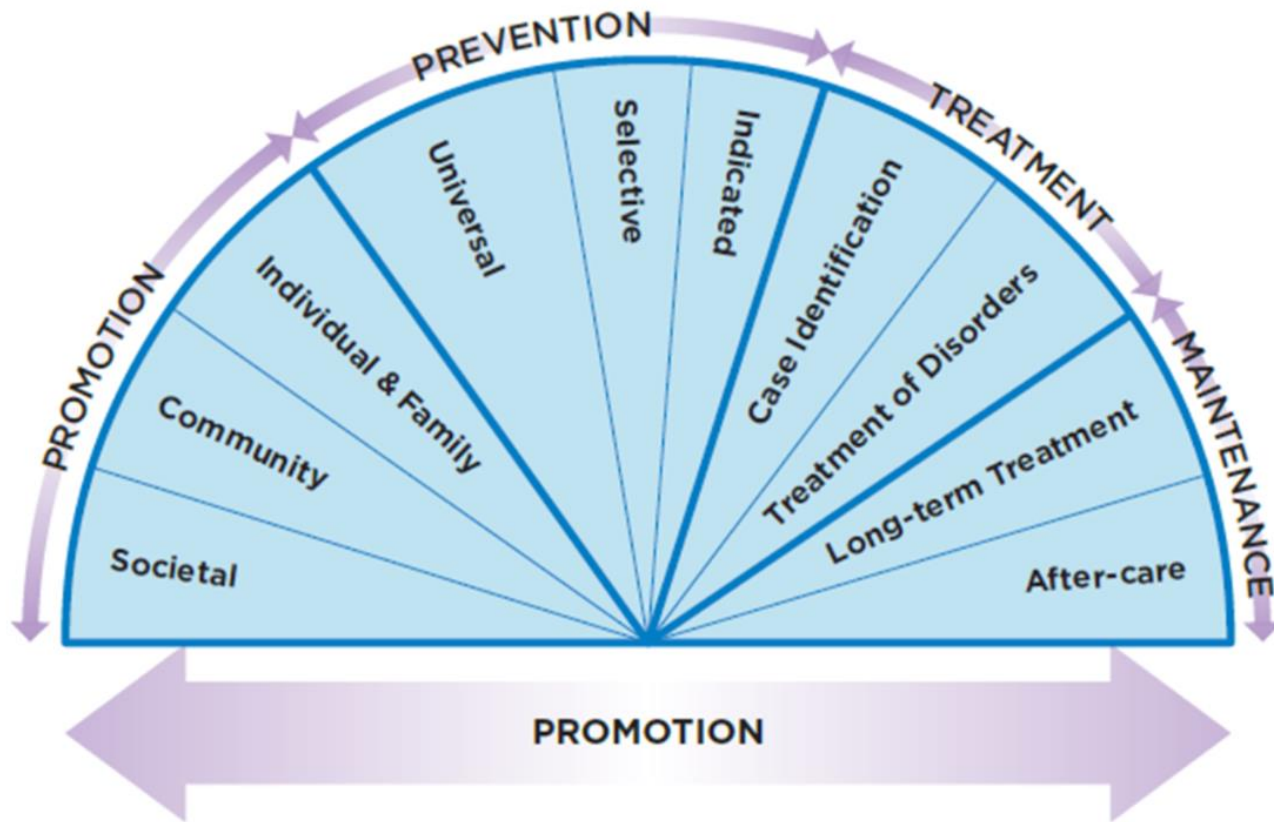 PROMOTION
PREVENTION
TREATMENT
MAINTENANCE
Societal
Community
Individual & Family
Universal
Selective
Indicated
Case Identification
Treatment of Disorders
Long-term Treatment
After-care
PROMOTION